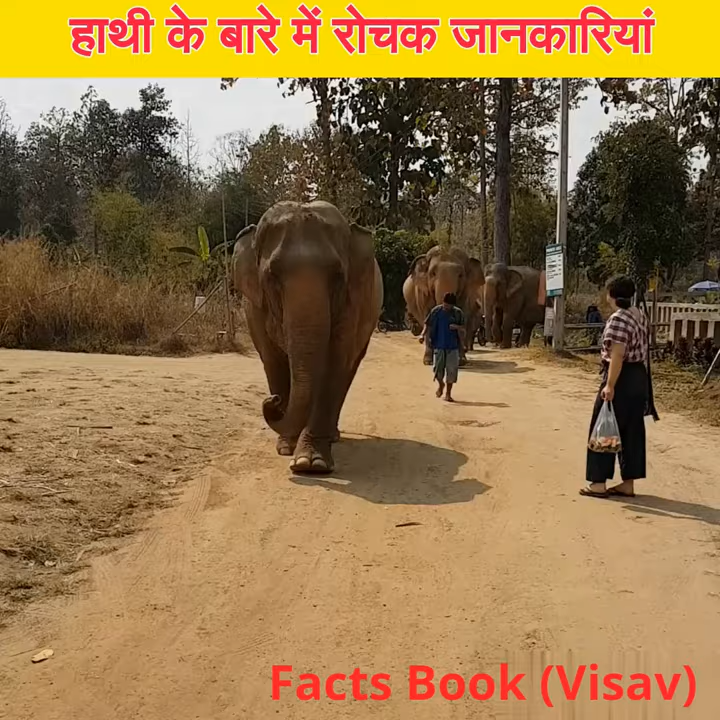 हाथी के बारे में रोचक जानकारियां
Facts Book (Visav)